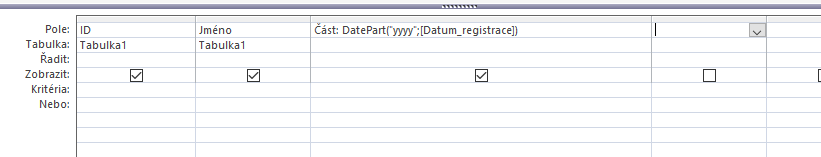 Pole: ID Jméno Část: DatePart("yyyy";[Datum_registrace])
Tabulka: Tabulka1 Tabulka1
Řadit:
Zobrazit:
Kritéria:
Nebo: